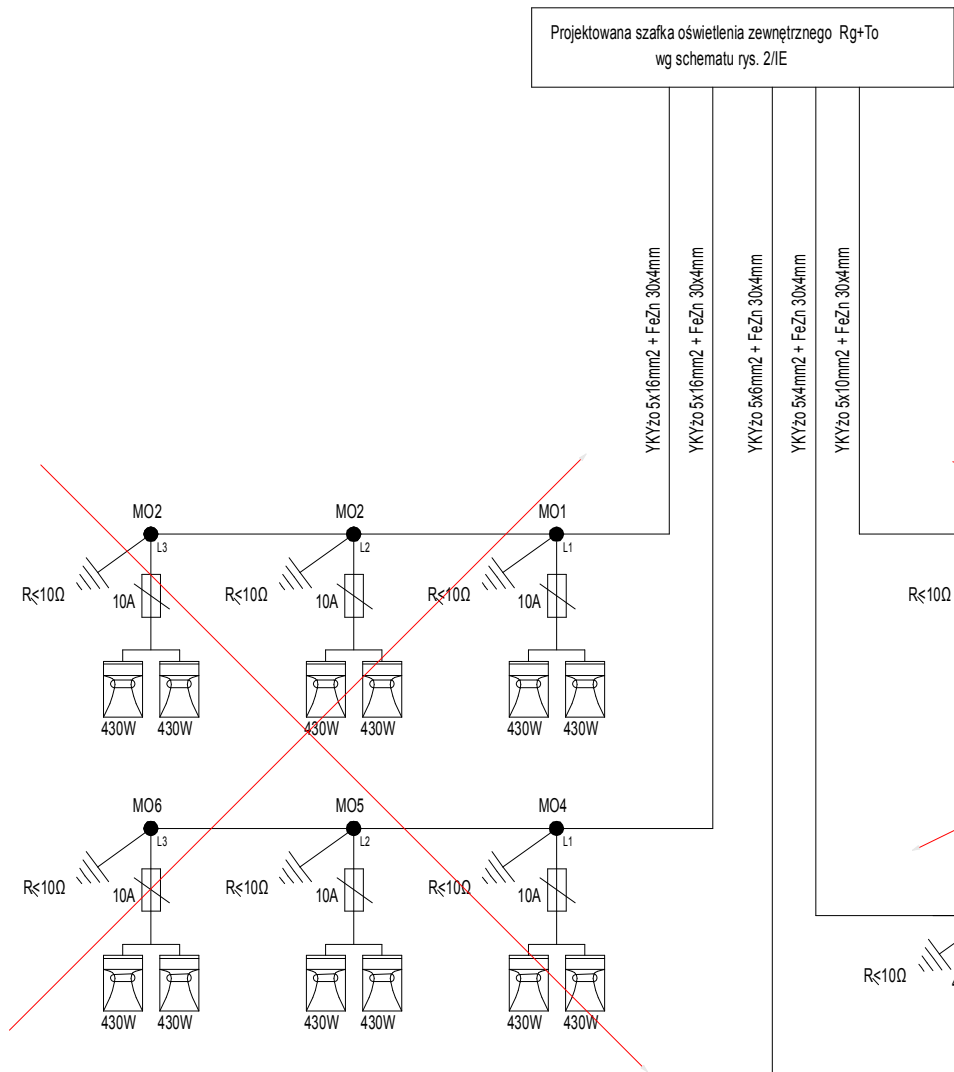 Projektowana szafka oświetlenia zewnętrznego Rg+To
wg schematu rys. 2/IE
YKYżo 5x16mm2 + FeZn 30x4mm
YKYżo 5x16mm2 + FeZn 30x4mm
YKYżo 5x6mm2 + FeZn 30x4mm
YKYżo 5x4mm2 + FeZn 30x4mm
YKYżo 5x10mm2 + FeZn 30x4mm
MO2 MO2 MO1
L3 L2 L1
R≤10Ω 10A R≤10Ω 10A R≤10Ω 10A R≤10Ω
430W 430W 430W 430W 430W 430W
MO6 MO5 MO4
L3 L2 L1
R≤10Ω 10A R≤10Ω 10A R≤10Ω 10A
R≤10Ω
430W 430W 430W 430W 430W 430W